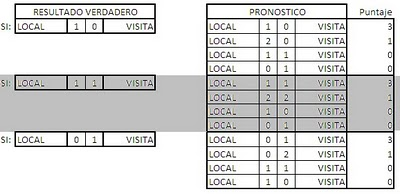 RESULTADO VERDADERO PRONOSTICO Puntaje
SI: LOCAL 1 0 VISITA LOCAL 1 0 VISITA 3
LOCAL 2 0 VISITA 1
LOCAL 1 1 VISITA 0
LOCAL 0 1 VISITA 0
SI: LOCAL 1 1 VISITA LOCAL 1 1 VISITA 3
LOCAL 2 2 VISITA 1
LOCAL 1 0 VISITA 0
LOCAL 0 1 VISITA 0
SI: LOCAL 0 1 VISITA LOCAL 0 1 VISITA 3
LOCAL 0 2 VISITA 1
LOCAL 1 1 VISITA 0
LOCAL 1 0 VISITA 0